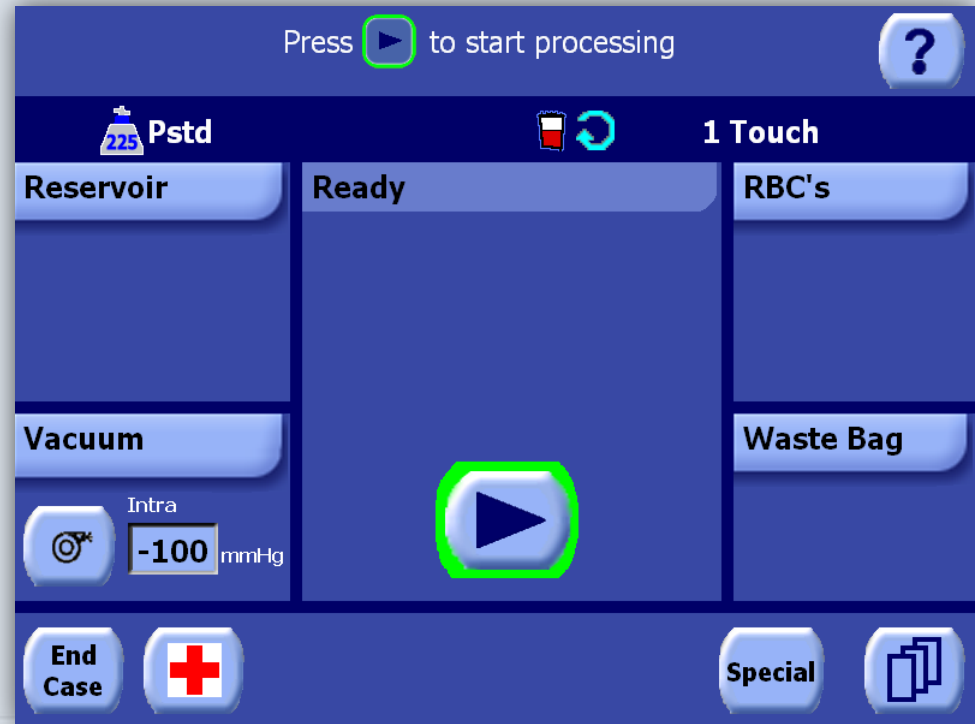 Press to start processing
?
225 Pstd
1 Touch
Reservoir
Ready
RBC's
Vacuum
Waste Bag
Intra
-100 mmHg
End
Case
Special